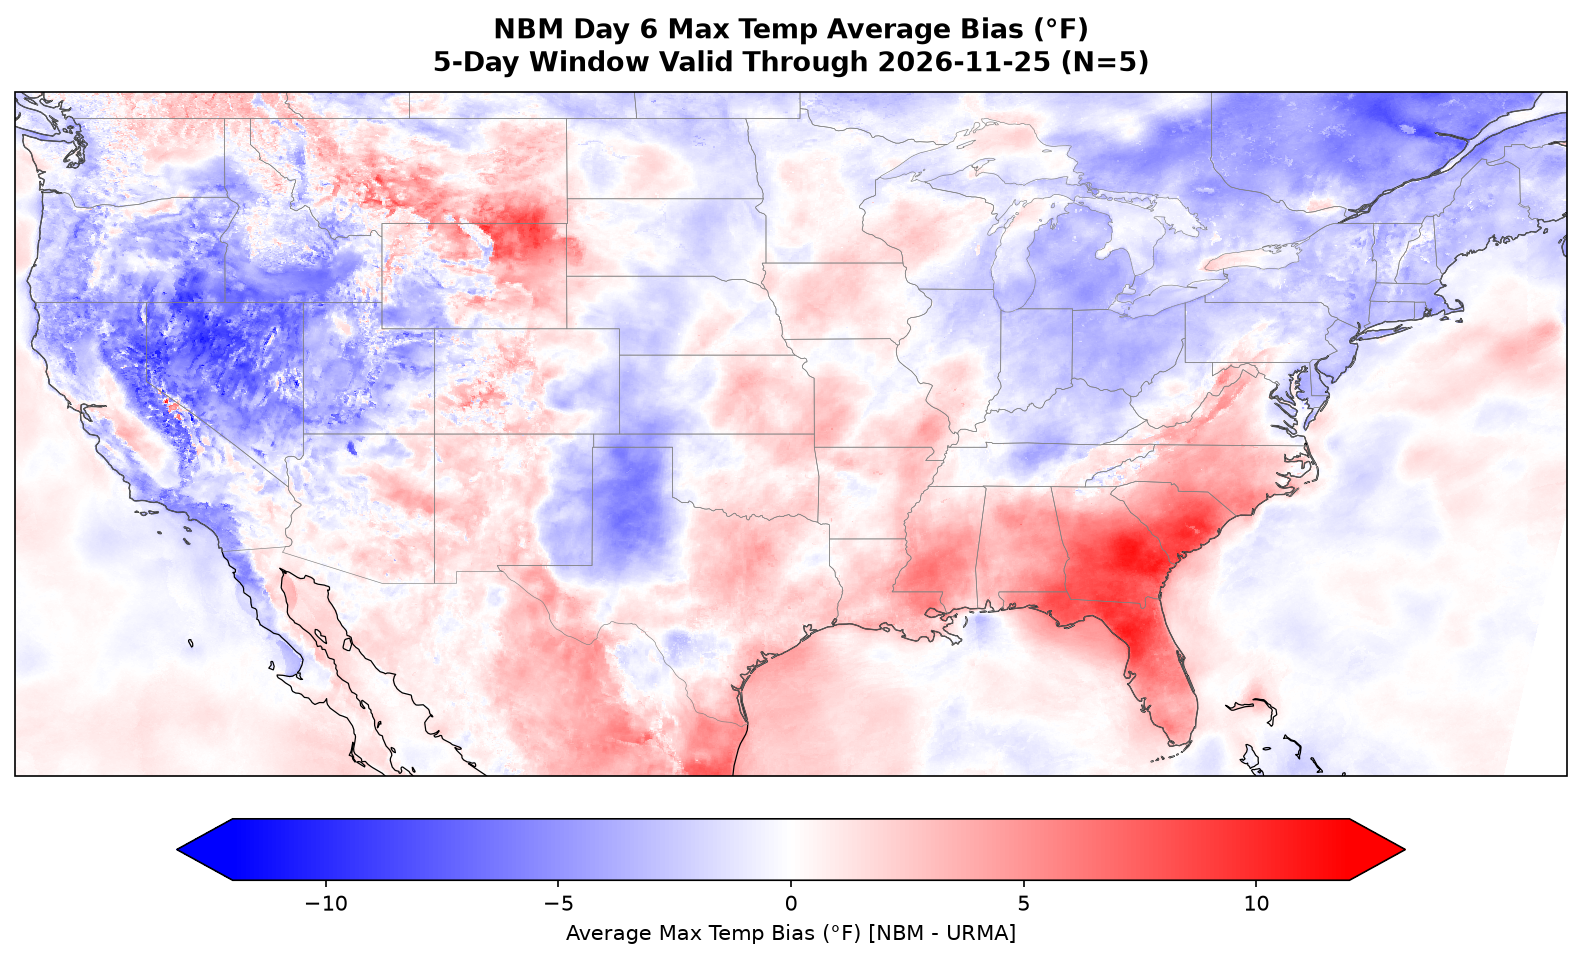 NBM Day 6 Max Temp Average Bias (°F)
5-Day Window Valid Through 2026-11-25 (N=5)
−10 −5 0 5 10
Average Max Temp Bias (°F) [NBM - URMA]